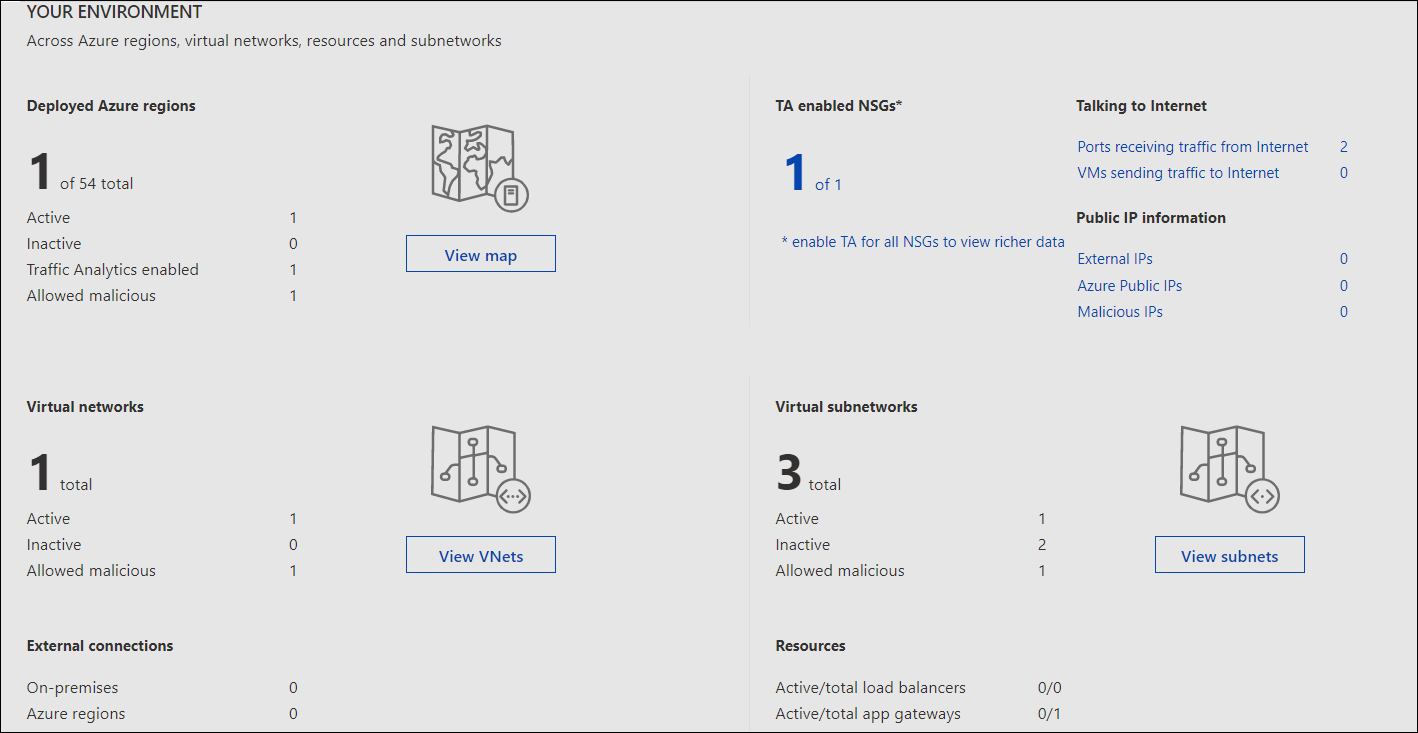 YOUR ENVIRONMENT
Across Azure regions, virtual networks, resources and subnetworks
Deployed Azure regions
1 of 54 total
Active 1
Inactive 0
Traffic Analytics enabled 1
Allowed malicious 1
View map
TA enabled NSGs*
1 of 1
* enable TA for all NSGs to view richer data
Talking to Internet
Ports receiving traffic from Internet 2
VMs sending traffic to Internet 0
Public IP information
External IPs 0
Azure Public IPs 0
Malicious IPs 0
Virtual networks
1 total
Active 1
Inactive 0
Allowed malicious 1
View VNets
Virtual subnetworks
3 total
Active 1
Inactive 2
Allowed malicious 1
View subnets
External connections
On-premises 0
Azure regions 0
Resources
Active/total load balancers 0/0
Active/total app gateways 0/1